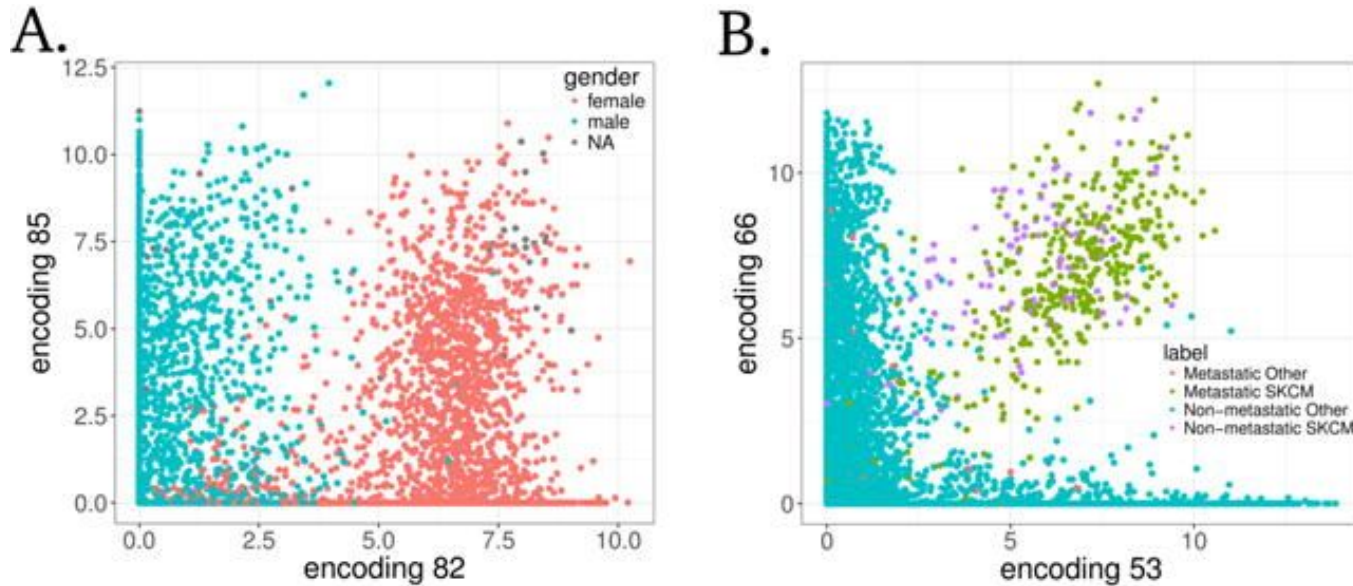 A.
gender
female
male
NA
12.5
10.0
7.5
5.0
2.5
0.0
encoding 85
0.0 2.5 5.0 7.5 10.0
encoding 82
B.
10
5
0
encoding 66
label
Metastatic Other
Metastatic SKCM
Non-metastatic Other
Non-metastatic SKCM
0 5 10
encoding 53